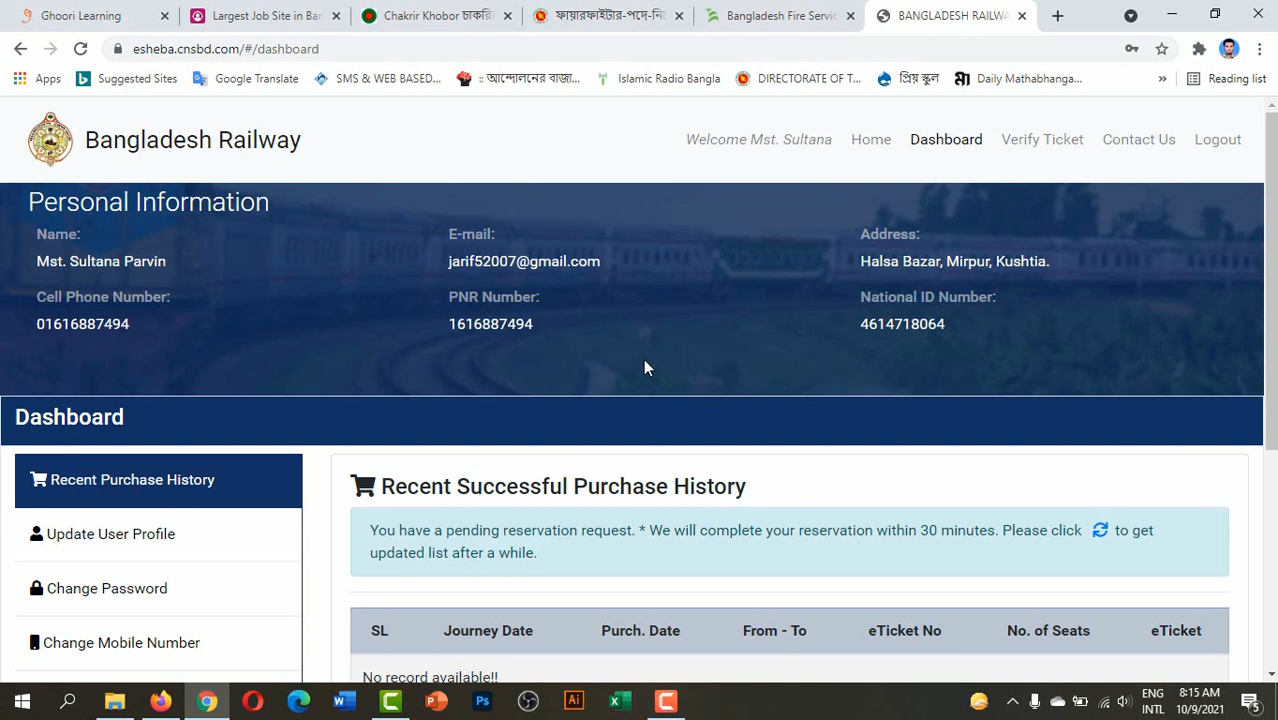 Ghoori Learning
Largest Job Site in Ban
Chakrir Khobor চাকরি
ফায়ারফাইটার-পদে-নি
Bangladesh Fire Servic
BANGLADESH RAILWA
esheba.cnsbd.com/#/dashboard
Apps
Suggested Sites
Google Translate
SMS & WEB BASED...
:: আন্দোলনের বাজা...
Islamic Radio Bangla
DIRECTORATE OF T...
প্রিয় স্কুল
Daily Mathabhanga...
»
Reading list
Bangladesh Railway
Welcome Mst. Sultana
Home
Dashboard
Verify Ticket
Contact Us
Logout
Personal Information
Name:
E-mail:
Address:
Mst. Sultana Parvin
jarif52007@gmail.com
Halsa Bazar, Mirpur, Kushtia.
Cell Phone Number:
PNR Number:
National ID Number:
01616887494
1616887494
4614718064
Dashboard
Recent Purchase History
Update User Profile
Change Password
Change Mobile Number
Recent Successful Purchase History
You have a pending reservation request. * We will complete your reservation within 30 minutes. Please click to get
updated list after a while.
SL Journey Date Purch. Date From - To eTicket No No. of Seats eTicket
No record available!!
ENG
INTL
8:15 AM
10/9/2021
5